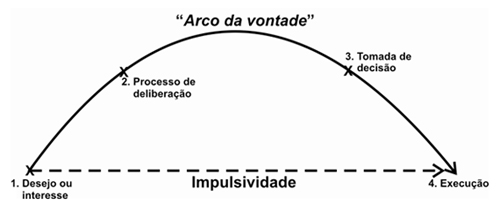 “Arco da vontade”
2. Processo de
deliberação
3. Tomada de
decisão
1. Desejo ou
interesse
Impulsividade
4. Execução